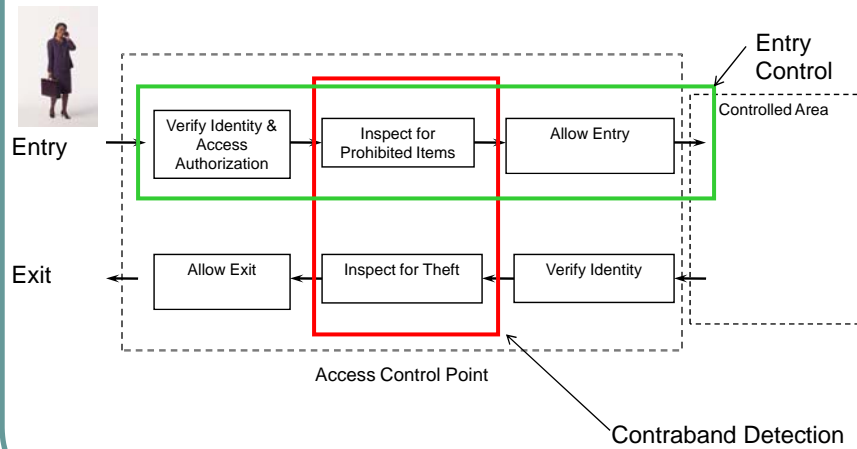 Entry
Control
Controlled Area
Entry
Verify Identity &
Access
Authorization
Inspect for
Prohibited Items
Allow Entry
Exit
Allow Exit
Inspect for Theft
Verify Identity
Access Control Point
Contraband Detection